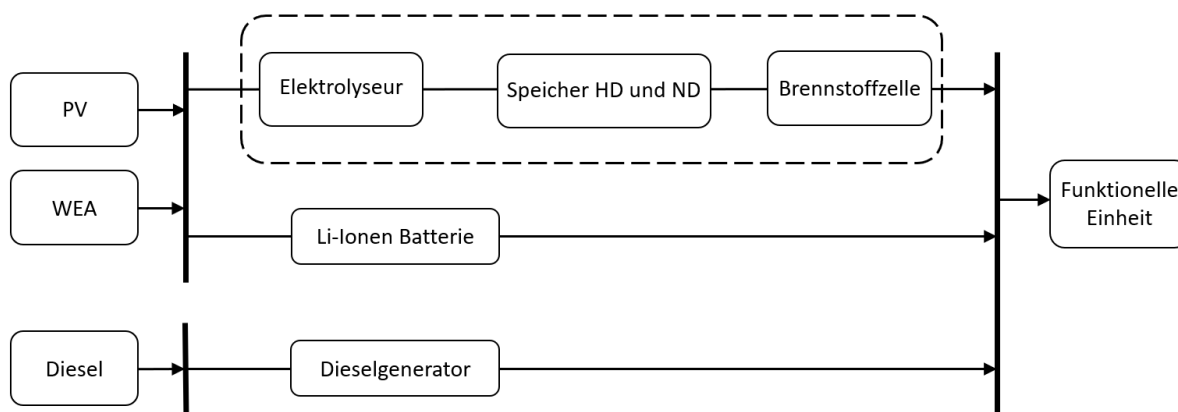 PV
Elektrolyseur
Speicher HD und ND
Brennstoffzelle
WEA
Li-Ionen Batterie
Funktionelle
Einheit
Diesel
Dieselgenerator